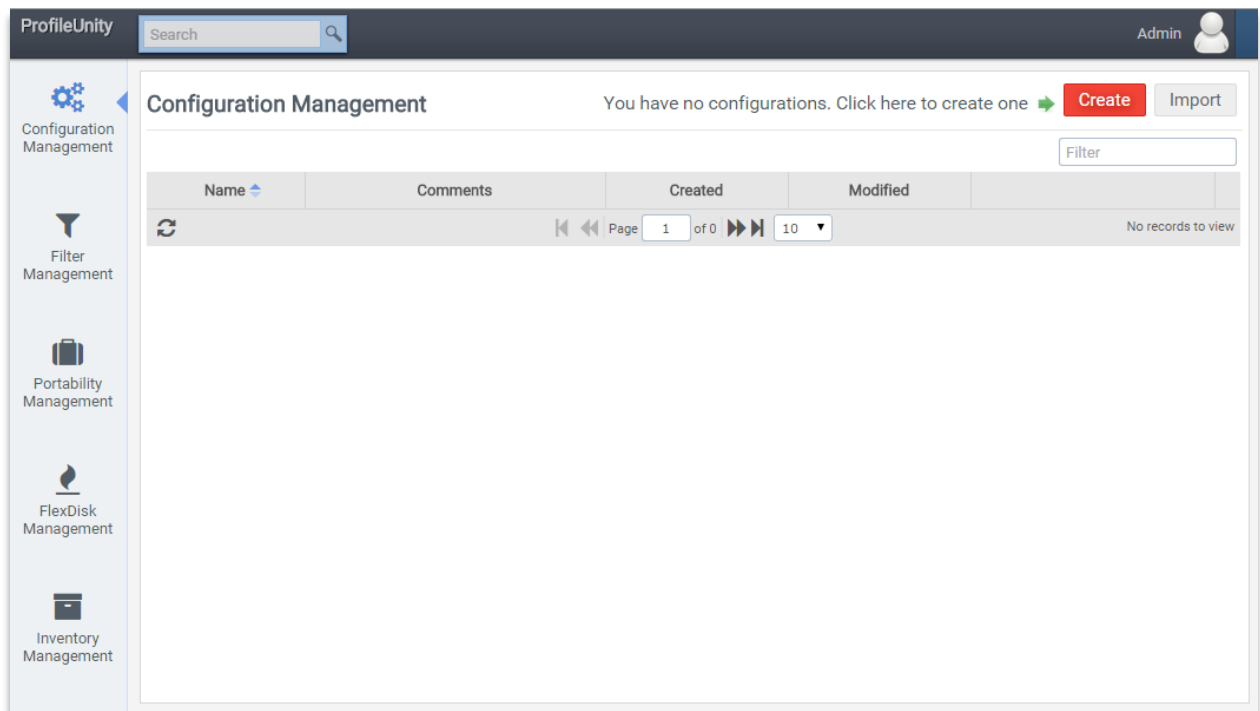 ProfileUnity
Search
Admin
Configuration
Management
Filter
Management
Portability
Management
FlexDisk
Management
Inventory
Management
Configuration Management
You have no configurations. Click here to create one
Create
Import
Filter
Name
Comments
Created
Modified
Page 1 of 0 10
No records to view